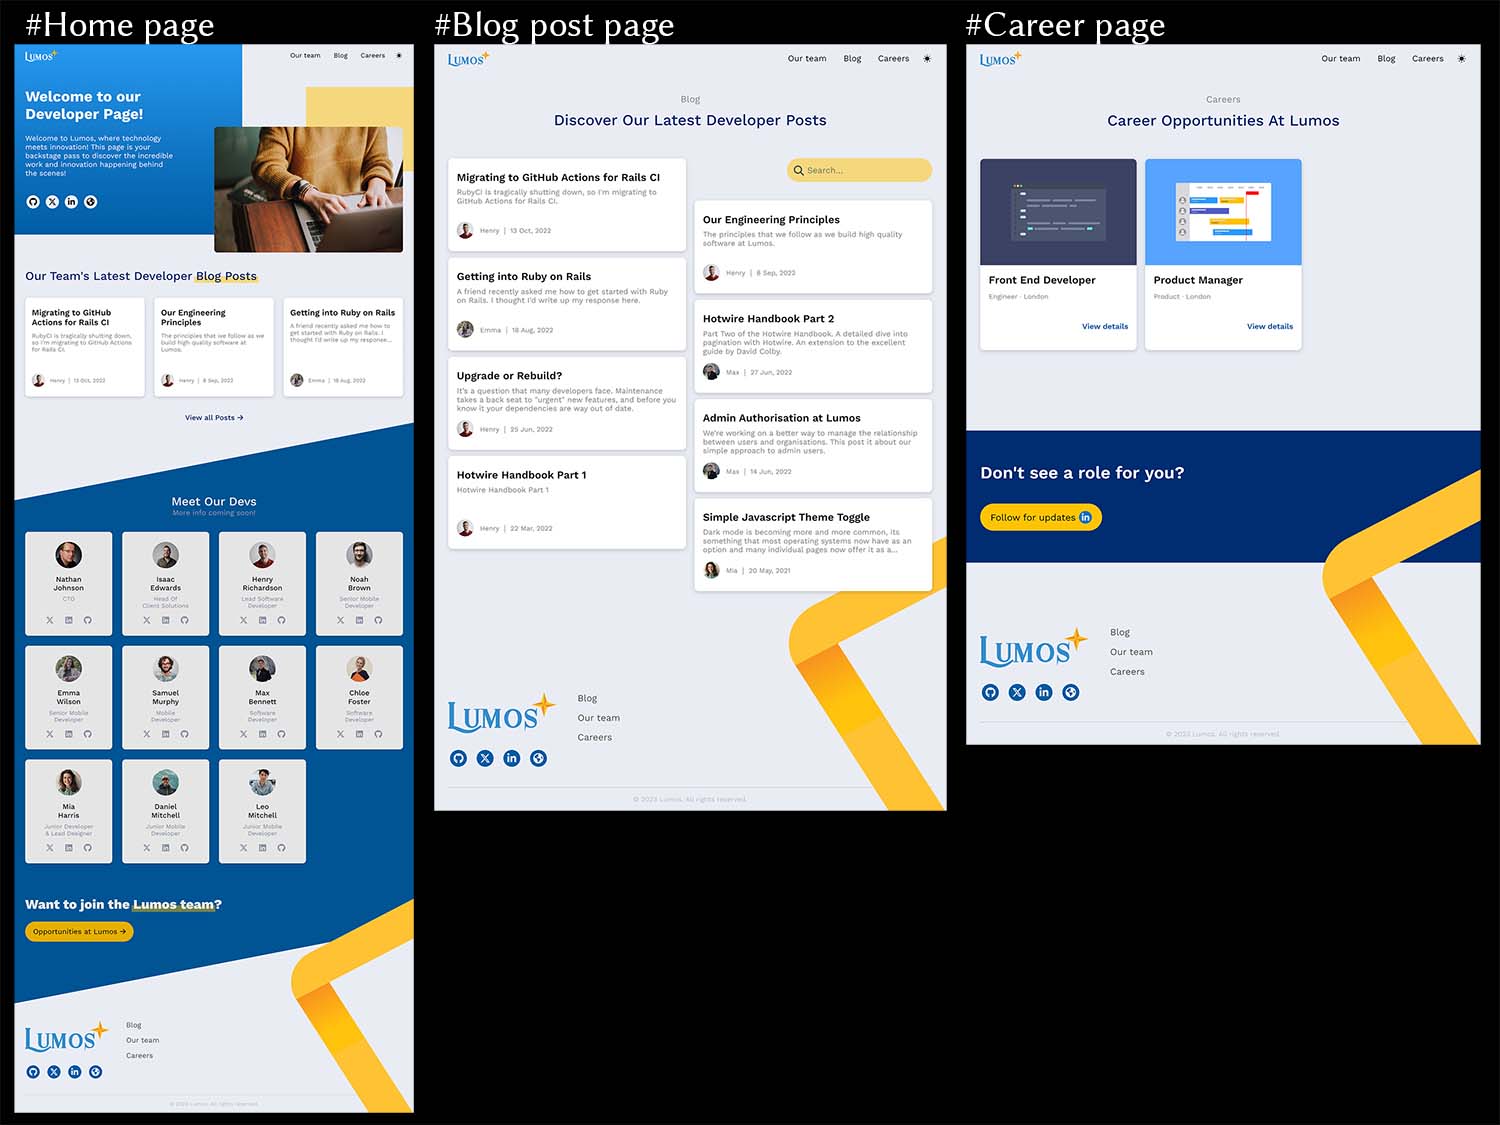 #Home page
LUMOS
Our team Blog Careers
Welcome to our
Developer Page!
Welcome to Lumos, where technology
meets innovation! This page is your
backstage pass to discover the incredible
work and innovation happening behind
the scenes!
Our Team's Latest Developer Blog Posts
Migrating to GitHub
Actions for Rails CI
RubyCI is tragically shutting down,
so I'm migrating to GitHub Actions
for Rails CI.
Henry | 13 Oct, 2022
Our Engineering
Principles
The principles that we follow as we
build high quality software at
Lumos.
Henry | 8 Sep, 2022
Getting into Ruby on Rails
A friend recently asked me how to
get started with Ruby on Rails. I
thought I'd write up my response...
Emma | 18 Aug, 2022
View all Posts →
Meet Our Devs
More info coming soon!
Nathan
Johnson
CTO
Isaac
Edwards
Head Of
Client Solutions
Henry
Richardson
Lead Software
Developer
Noah
Brown
Senior Mobile
Developer
Emma
Wilson
Senior Mobile
Developer
Samuel
Murphy
Mobile
Developer
Max
Bennett
Software
Developer
Chloe
Foster
Software
Developer
Mia
Harris
Junior Developer
& Lead Designer
Daniel
Mitchell
Junior Mobile
Developer
Leo
Mitchell
Junior Mobile
Developer
Want to join the Lumos team?
Opportunities at Lumos →
LUMOS
Blog
Our team
Careers
© 2023 Lumos. All rights reserved.
#Blog post page
LUMOS
Our team Blog Careers
Blog
Discover Our Latest Developer Posts
Search...
Migrating to GitHub Actions for Rails CI
RubyCI is tragically shutting down, so I'm migrating to
GitHub Actions for Rails CI.
Henry | 13 Oct, 2022
Our Engineering Principles
The principles that we follow as we build high quality
software at Lumos.
Henry | 8 Sep, 2022
Getting into Ruby on Rails
A friend recently asked me how to get started with Ruby
on Rails. I thought I'd write up my response here.
Emma | 18 Aug, 2022
Hotwire Handbook Part 2
Part Two of the Hotwire Handbook. A detailed dive into
pagination with Hotwire. An extension to the excellent
guide by David Colby.
Max | 27 Jun, 2022
Upgrade or Rebuild?
It's a question that many developers face. Maintenance
takes a back seat to "urgent" new features, and before you
know it your dependencies are way out of date.
Henry | 25 Jun, 2022
Admin Authorisation at Lumos
We're working on a better way to manage the relationship
between users and organisations. This post it about our
simple approach to admin users.
Max | 14 Jun, 2022
Hotwire Handbook Part 1
Hotwire Handbook Part 1
Henry | 22 Mar, 2022
Simple Javascript Theme Toggle
Dark mode is becoming more and more common, its
something that most operating systems now have as an
option and many individual pages now offer it as a...
Mia | 20 May, 2021
LUMOS
Blog
Our team
Careers
© 2023 Lumos. All rights reserved.
#Career page
LUMOS
Our team Blog Careers
Careers
Career Opportunities At Lumos
Front End Developer
Engineer · London
View details
Product Manager
Product · London
View details
Don't see a role for you?
Follow for updates
LUMOS
Blog
Our team
Careers
© 2023 Lumos. All rights reserved.